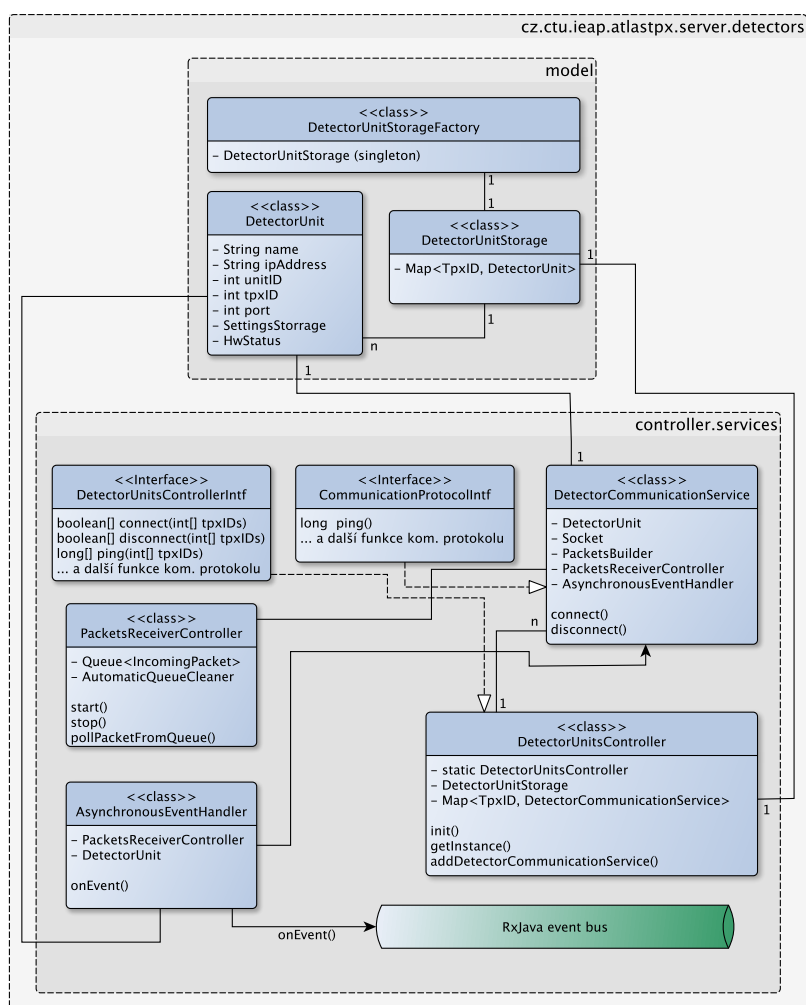 cz.ctu.ieap.atlastpx.server.detectors
model
<<class>>
DetectorUnitStorageFactory
– DetectorUnitStorage (singleton)
1
1
<<class>>
DetectorUnit
– String name
– String ipAddress
– int unitID
– int tpxID
– int port
– SettingsStorrage
– HwStatus
<<class>>
DetectorUnitStorage
– Map<TpxID, DetectorUnit>
1
1
n
1
controller.services
1
<<Interface>>
DetectorUnitsControllerIntf
boolean[] connect(int[] tpxIDs)
boolean[] disconnect(int[] tpxIDs)
long[] ping(int[] tpxIDs)
... a další funkce kom. protokolu
<<Interface>>
CommunicationProtocolIntf
long  ping()
... a další funkce kom. protokolu
<<class>>
DetectorCommunicationService
– DetectorUnit
– Socket
– PacketsBuilder
– PacketsReceiverController
– AsynchronousEventHandler
connect()
disconnect()
n
<<class>>
PacketsReceiverController
– Queue<IncomingPacket>
– AutomaticQueueCleaner
start()
stop()
pollPacketFromQueue()
1
<<class>>
DetectorUnitsController
– static DetectorUnitsController
– DetectorUnitStorage
– Map<TpxID, DetectorCommunicationService>
init()
getInstance()
addDetectorCommunicationService()
1
<<class>>
AsynchronousEventHandler
– PacketsReceiverController
– DetectorUnit
onEvent()
onEvent()
RxJava event bus